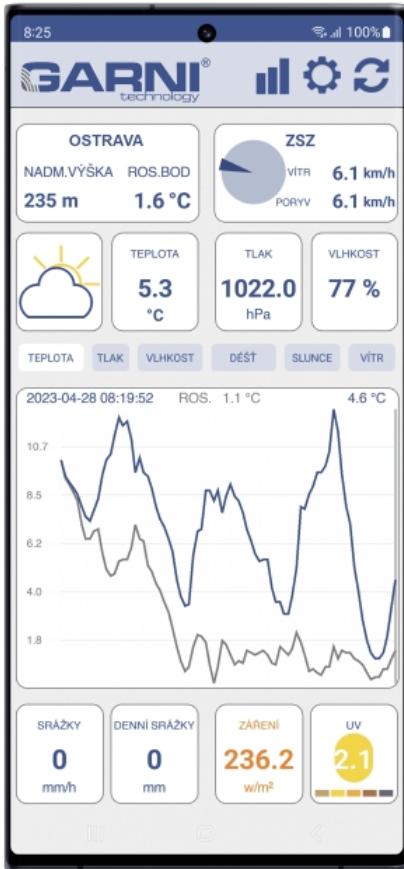 8:25 100%
GARNI®
technology
OSTRAVA
NADM.VÝŠKA ROS.BOD
235 m 1.6 °C
ZSZ
VÍTR 6.1 km/h
PORYV 6.1 km/h
TEPLOTA
5.3
°C
TLAK
1022.0
hPa
VLHKOST
77 %
TEPLOTA TLAK VLHKOST DÉŠŤ SLUNCE VÍTR
2023-04-28 08:19:52 ROS. 1.1 °C 4.6 °C
10.7
8.5
6.2
4.0
1.8
SRÁŽKY
0
mm/h
DENNÍ SRÁŽKY
0
mm
ZÁŘENÍ
236.2
w/m²
UV
2.1